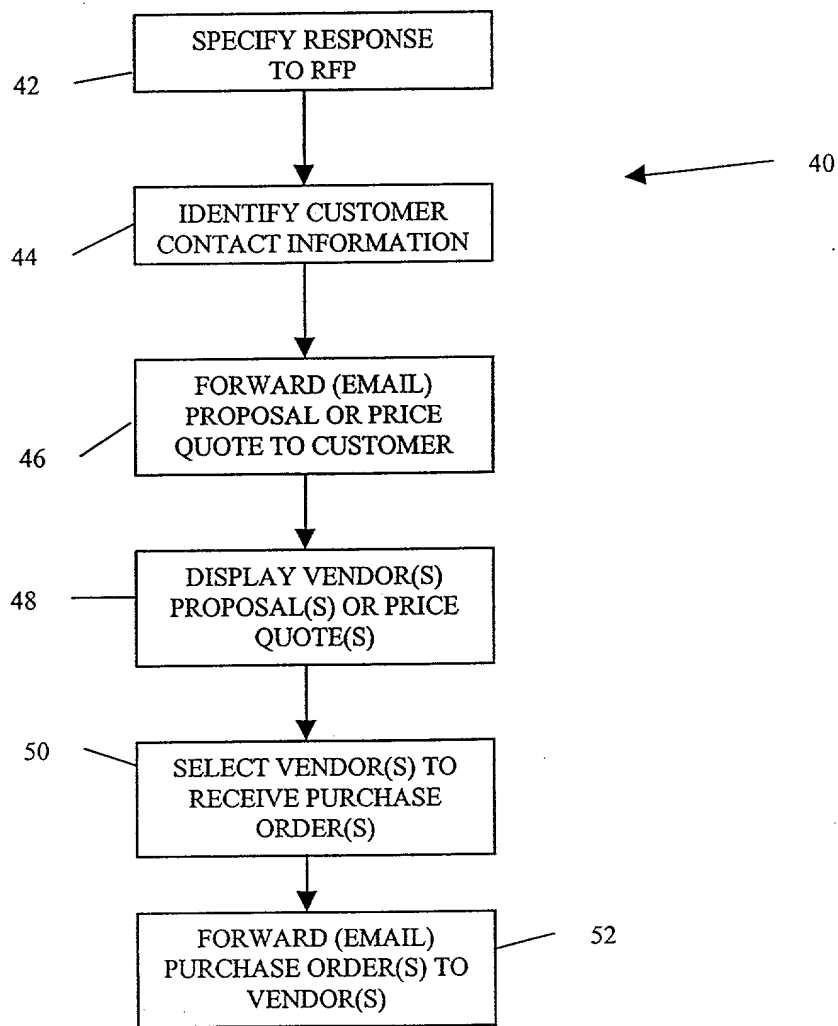 SPECIFY RESPONSE
TO RFP
42
40
IDENTIFY CUSTOMER
CONTACT INFORMATION
44
FORWARD (EMAIL)
PROPOSAL OR PRICE
QUOTE TO CUSTOMER
46
DISPLAY VENDOR(S)
PROPOSAL(S) OR PRICE
QUOTE(S)
48
50
SELECT VENDOR(S) TO
RECEIVE PURCHASE
ORDER(S)
FORWARD (EMAIL)
PURCHASE ORDER(S) TO
VENDOR(S)
52